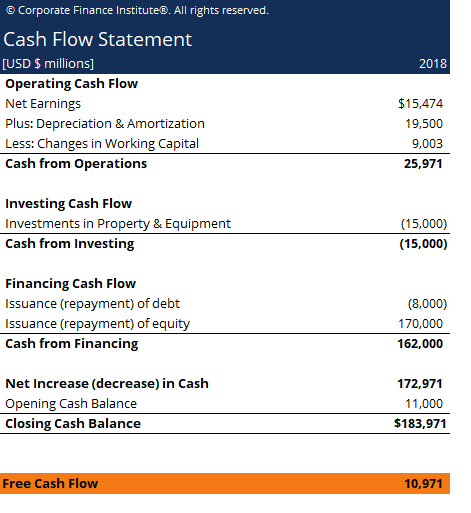 © Corporate Finance Institute®. All rights reserved.
Cash Flow Statement
[USD $ millions] 2018
Operating Cash Flow
Net Earnings $15,474
Plus: Depreciation & Amortization 19,500
Less: Changes in Working Capital 9,003
Cash from Operations 25,971
Investing Cash Flow
Investments in Property & Equipment (15,000)
Cash from Investing (15,000)
Financing Cash Flow
Issuance (repayment) of debt (8,000)
Issuance (repayment) of equity 170,000
Cash from Financing 162,000
Net Increase (decrease) in Cash 172,971
Opening Cash Balance 11,000
Closing Cash Balance $183,971
Free Cash Flow 10,971